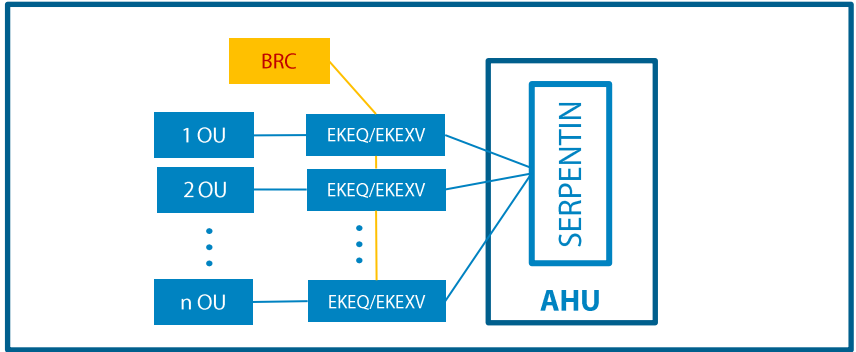 BRC
1 OU
EKEQ/EKEXV
2 OU
EKEQ/EKEXV
n OU
EKEQ/EKEXV
SERPENTIN
AHU